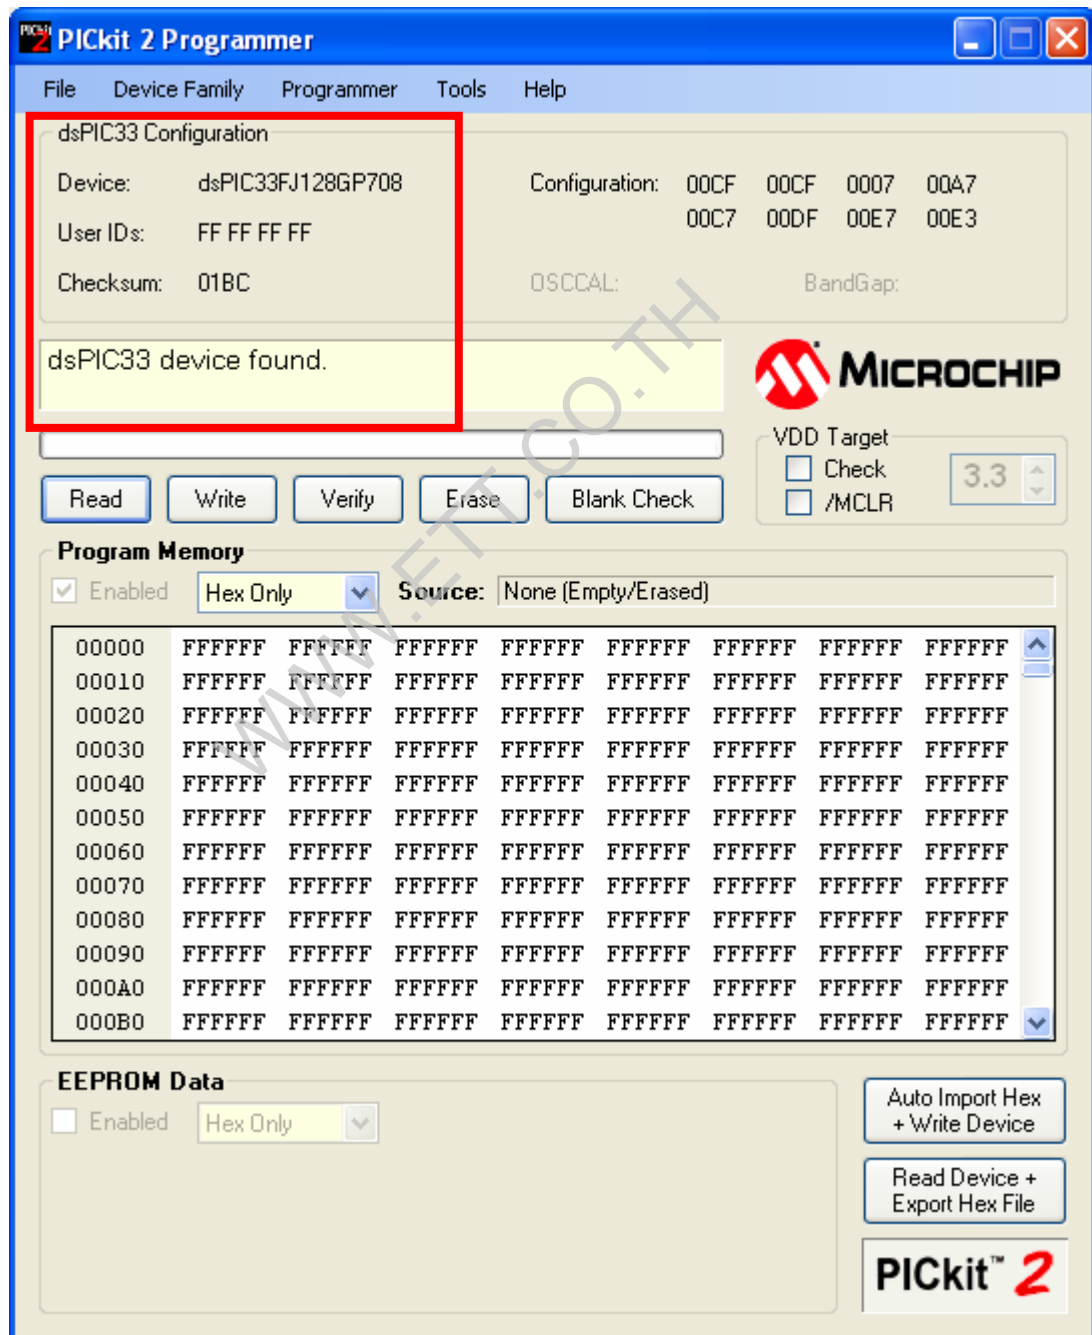 PICkit 2 Programmer
File Device Family Programmer Tools Help
dsPIC33 Configuration
Device: dsPIC33FJ128GP708 Configuration: 00CF 00CF 0007 00A7
00C7 00DF 00E7 00E3
User IDs: FF FF FF FF
Checksum: 01BC OSCCAL: BandGap:
dsPIC33 device found.
MICROCHIP
VDD Target
Check
/MCLR
3.3
Read Write Verify Erase Blank Check
Program Memory
Enabled Hex Only Source: None (Empty/Erased)
00000 FFFFFF FFFFFF FFFFFF FFFFFF FFFFFF FFFFFF FFFFFF FFFFFF
00010 FFFFFF FFFFFF FFFFFF FFFFFF FFFFFF FFFFFF FFFFFF FFFFFF
00020 FFFFFF FFFFFF FFFFFF FFFFFF FFFFFF FFFFFF FFFFFF FFFFFF
00030 FFFFFF FFFFFF FFFFFF FFFFFF FFFFFF FFFFFF FFFFFF FFFFFF
00040 FFFFFF FFFFFF FFFFFF FFFFFF FFFFFF FFFFFF FFFFFF FFFFFF
00050 FFFFFF FFFFFF FFFFFF FFFFFF FFFFFF FFFFFF FFFFFF FFFFFF
00060 FFFFFF FFFFFF FFFFFF FFFFFF FFFFFF FFFFFF FFFFFF FFFFFF
00070 FFFFFF FFFFFF FFFFFF FFFFFF FFFFFF FFFFFF FFFFFF FFFFFF
00080 FFFFFF FFFFFF FFFFFF FFFFFF FFFFFF FFFFFF FFFFFF FFFFFF
00090 FFFFFF FFFFFF FFFFFF FFFFFF FFFFFF FFFFFF FFFFFF FFFFFF
000A0 FFFFFF FFFFFF FFFFFF FFFFFF FFFFFF FFFFFF FFFFFF FFFFFF
000B0 FFFFFF FFFFFF FFFFFF FFFFFF FFFFFF FFFFFF FFFFFF FFFFFF
WWW.ETT.CO.TH
EEPROM Data
Enabled Hex Only
Auto Import Hex
+ Write Device
Read Device +
Export Hex File
PICkit™ 2